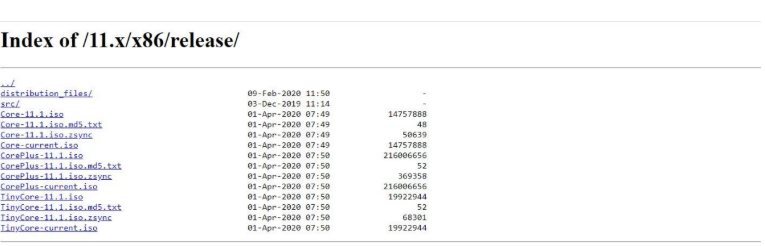 Index of /11.x/x86/release/
../
distribution_files/ 09-Feb-2020 11:50 -
src/ 03-Dec-2019 11:14 -
Core-11.1.iso 01-Apr-2020 07:49 14757888
Core-11.1.iso.md5.txt 01-Apr-2020 07:49 48
Core-11.1.iso.zsync 01-Apr-2020 07:49 50639
Core-current.iso 01-Apr-2020 07:49 14757888
CorePlus-11.1.iso 01-Apr-2020 07:50 216006656
CorePlus-11.1.iso.md5.txt 01-Apr-2020 07:50 52
CorePlus-11.1.iso.zsync 01-Apr-2020 07:50 369358
CorePlus-current.iso 01-Apr-2020 07:50 216006656
TinyCore-11.1.iso 01-Apr-2020 07:50 19922944
TinyCore-11.1.iso.md5.txt 01-Apr-2020 07:50 52
TinyCore-11.1.iso.zsync 01-Apr-2020 07:50 68301
TinyCore-current.iso 01-Apr-2020 07:50 19922944